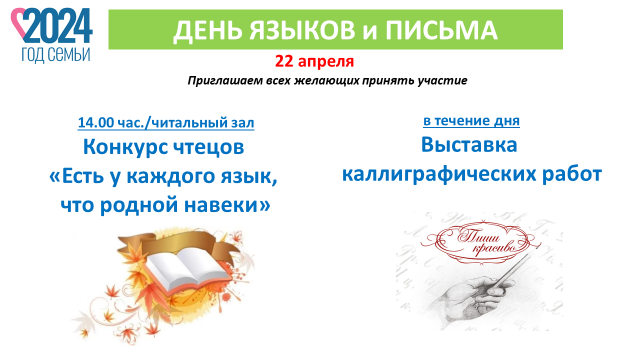 2024
ГОД СЕМЬИ
ДЕНЬ ЯЗЫКОВ и ПИСЬМА
22 апреля
Приглашаем всех желающих принять участие
14.00 час./читальный зал
Конкурс чтецов
«Есть у каждого язык,
что родной навеки»
в течение дня
Выставка
каллиграфических работ
Пиши
красиво